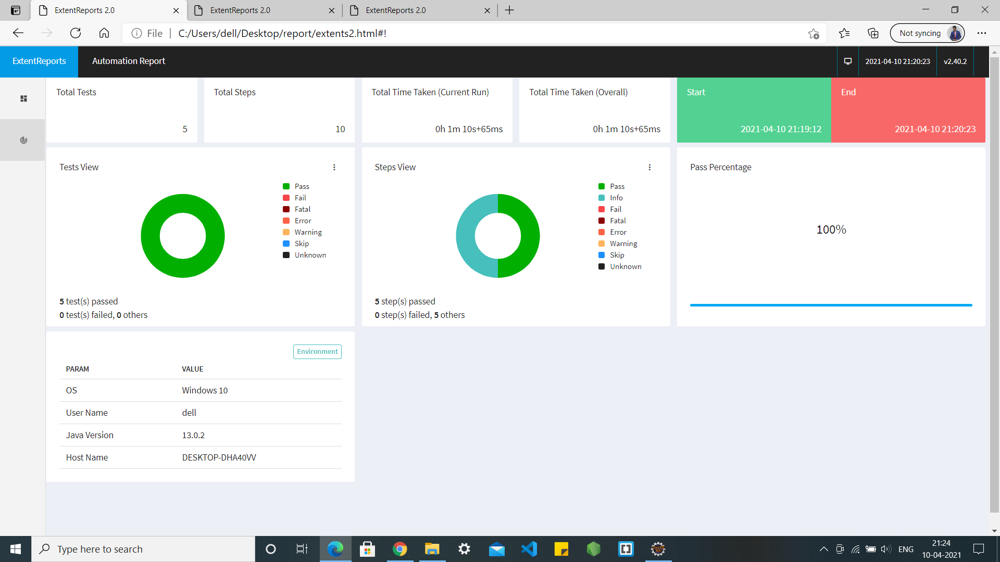 ExtentReports 2.0
ExtentReports 2.0
ExtentReports 2.0
File | C:/Users/dell/Desktop/report/extents2.html#!
Not syncing
ExtentReports
Automation Report
2021-04-10 21:20:23
v2.40.2
Total Tests
5
Total Steps
10
Total Time Taken (Current Run)
0h 1m 10s+65ms
Total Time Taken (Overall)
0h 1m 10s+65ms
Start
2021-04-10 21:19:12
End
2021-04-10 21:20:23
Tests View
Pass
Fail
Fatal
Error
Warning
Skip
Unknown
5 test(s) passed
0 test(s) failed, 0 others
Steps View
Pass
Info
Fail
Fatal
Error
Warning
Skip
Unknown
5 step(s) passed
0 step(s) failed, 5 others
Pass Percentage
100%
Environment
PARAM VALUE
OS Windows 10
User Name dell
Java Version 13.0.2
Host Name DESKTOP-DHA40VV
Type here to search
ENG
21:24
10-04-2021